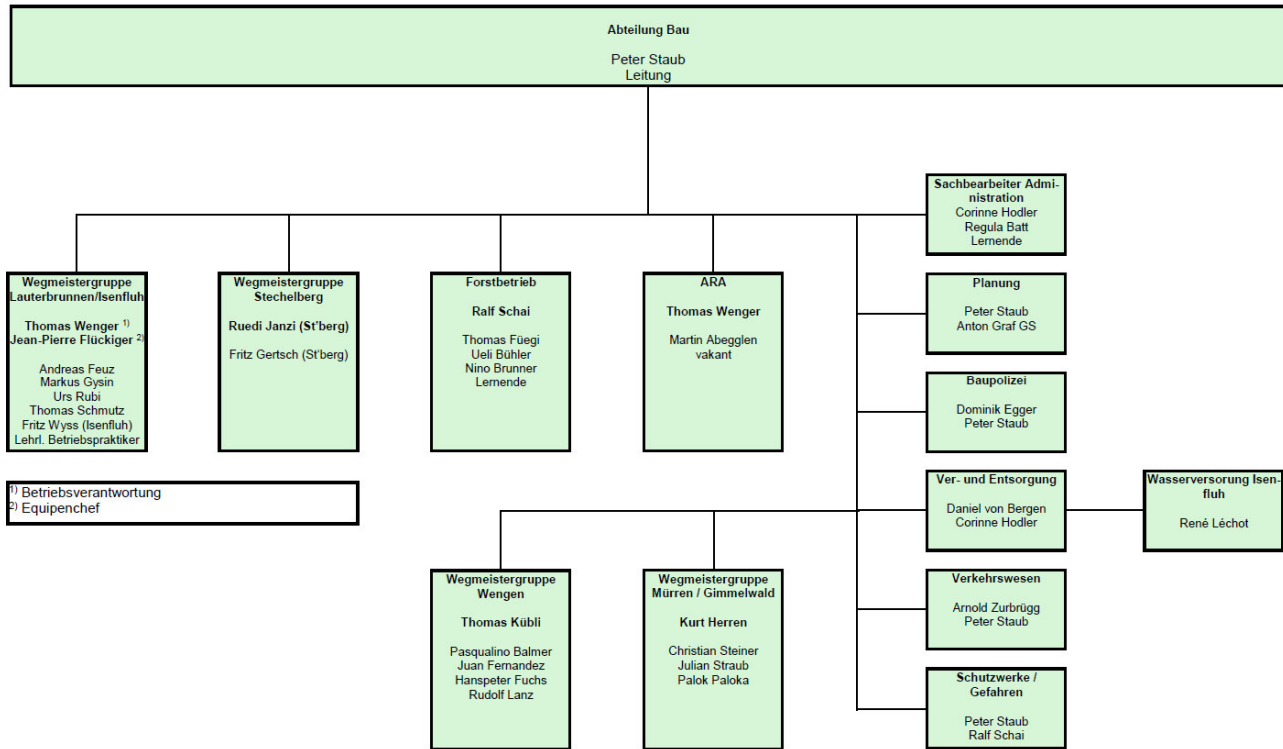 Abteilung Bau
Peter Staub
Leitung
Sachbearbeiter Admi-
nistration
Corinne Hodler
Regula Batt
Lernende
Wegmeistergruppe
Lauterbrunnen/Isenfluh
Thomas Wenger 1)
Jean-Pierre Flückiger 2)
Andreas Feuz
Markus Gysin
Urs Rubi
Thomas Schmutz
Fritz Wyss (Isenfluh)
Lehrl. Betriebspraktiker
Wegmeistergruppe
Stechelberg
Ruedi Janzi (St'berg)
Fritz Gertsch (St'berg)
Forstbetrieb
Ralf Schai
Thomas Füegi
Ueli Bühler
Nino Brunner
Lernende
ARA
Thomas Wenger
Martin Abegglen
vakant
Planung
Peter Staub
Anton Graf GS
Baupolizei
Dominik Egger
Peter Staub
1) Betriebsverantwortung
2) Equipenchef
Ver- und Entsorgung
Daniel von Bergen
Corinne Hodler
Wasserversorung Isen-
fluh
René Léchot
Wegmeistergruppe
Wengen
Thomas Kübli
Pasqualino Balmer
Juan Fernandez
Hanspeter Fuchs
Rudolf Lanz
Wegmeistergruppe
Mürren / Gimmelwald
Kurt Herren
Christian Steiner
Julian Straub
Palok Paloka
Verkehrswesen
Arnold Zurbrügg
Peter Staub
Schutzwerke /
Gefahren
Peter Staub
Ralf Schai